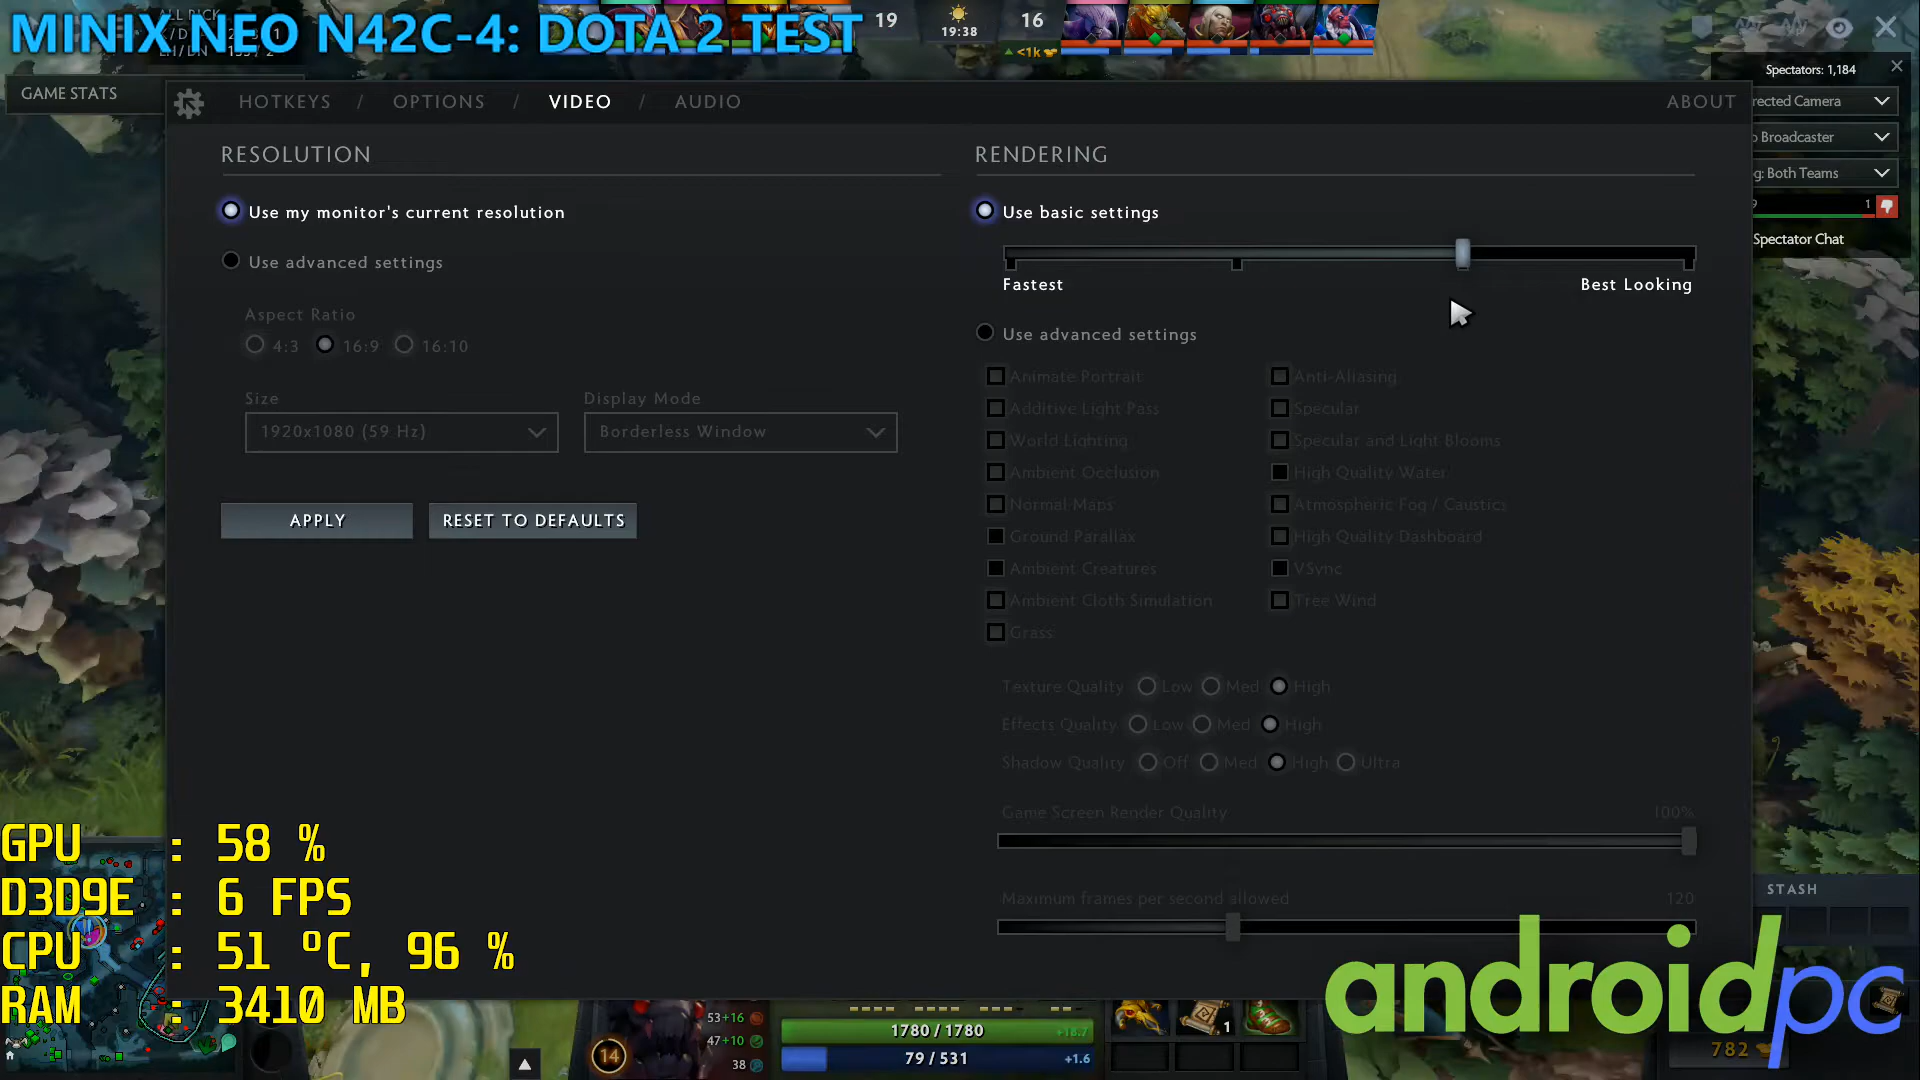 MINIX NEO N42C-4: DOTA 2 TEST
ALL PICK
19
19:38
16
<1k
GAME STATS
HOTKEYS / OPTIONS / VIDEO / AUDIO
ABOUT
Spectators: 1,184
rected Camera
o Broadcaster
g: Both Teams
9 1
Spectator Chat
RESOLUTION
Use my monitor's current resolution
Use advanced settings
Aspect Ratio
4:3 16:9 16:10
Size
Display Mode
1920x1080 (59 Hz)
Borderless Window
APPLY
RESET TO DEFAULTS
RENDERING
Use basic settings
Fastest
Best Looking
Use advanced settings
Animate Portrait
Anti-Aliasing
Additive Light Pass
Specular
World Lighting
Specular and Light Blooms
Ambient Occlusion
High Quality Water
Normal Maps
Atmospheric Fog / Caustics
Ground Parallax
High Quality Dashboard
Ambient Creatures
VSync
Ambient Cloth Simulation
Tree Wind
Grass
Texture Quality Low Med High
Effects Quality Low Med High
Shadow Quality Off Med High Ultra
Game Screen Render Quality 100%
Maximum frames per second allowed 120
GPU : 58 %
D3D9E : 6 FPS
CPU : 51 ºC, 96 %
RAM : 3410 MB
STASH
androidpc
53+16
47+10
38
14
1780 / 1780
+18.7
79 / 531
+1.6
1
782